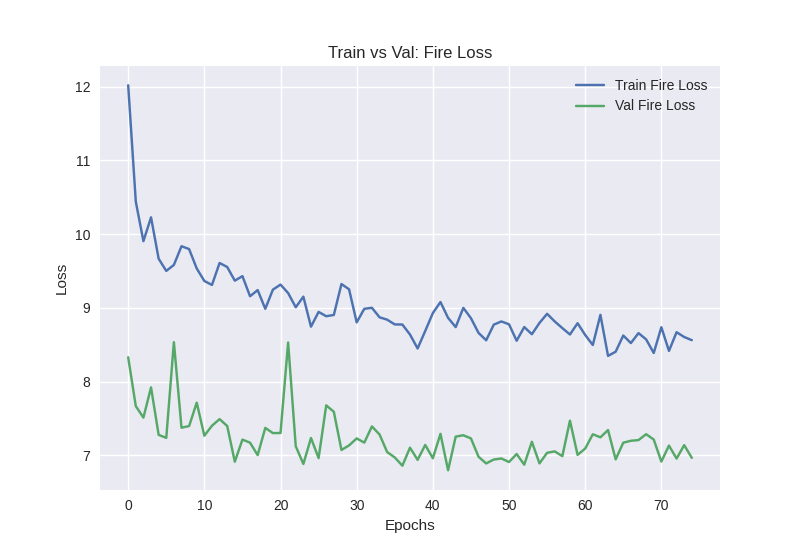 Train vs Val: Fire Loss
Train Fire Loss
Val Fire Loss
12
11
10
9
8
7
Loss
0 10 20 30 40 50 60 70
Epochs